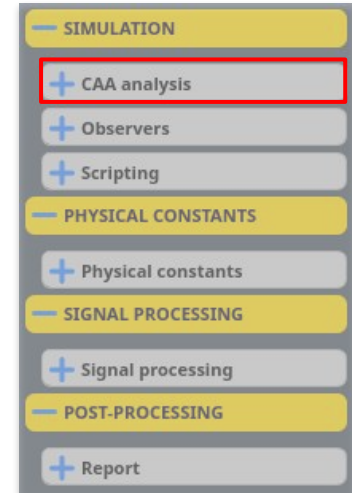 SIMULATION
CAA analysis
Observers
Scripting
PHYSICAL CONSTANTS
Physical constants
SIGNAL PROCESSING
Signal processing
POST-PROCESSING
Report